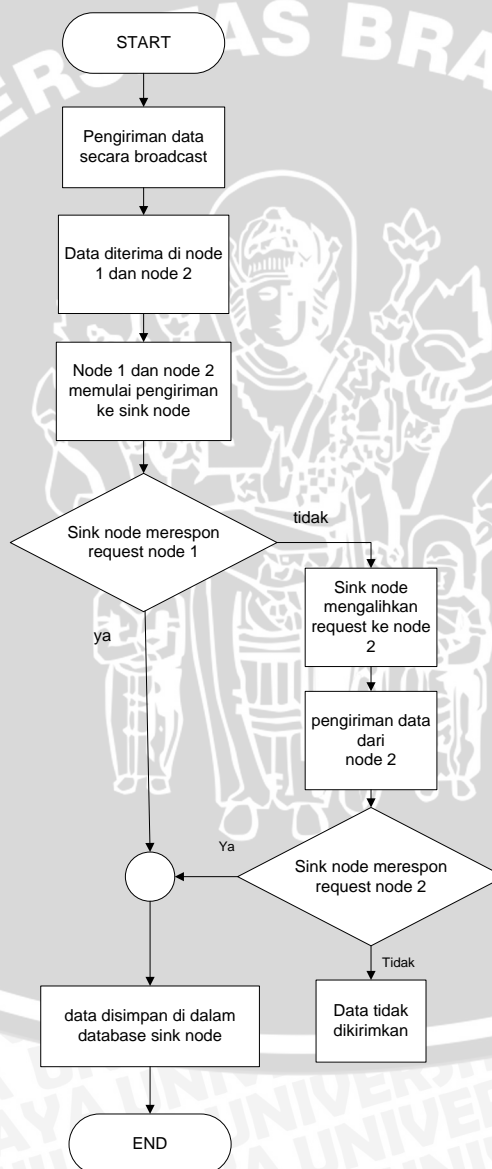 START
Pengiriman data
secara broadcast
Data diterima di node
1 dan node 2
Node 1 dan node 2
memulai pengiriman
ke sink node
Sink node merespon
request node 1
tidak
Sink node
mengalihkan
request ke node
2
ya
pengiriman data
dari
node 2
Ya
Sink node merespon
request node 2
Tidak
data disimpan di dalam
database sink node
Data tidak
dikirimkan
END